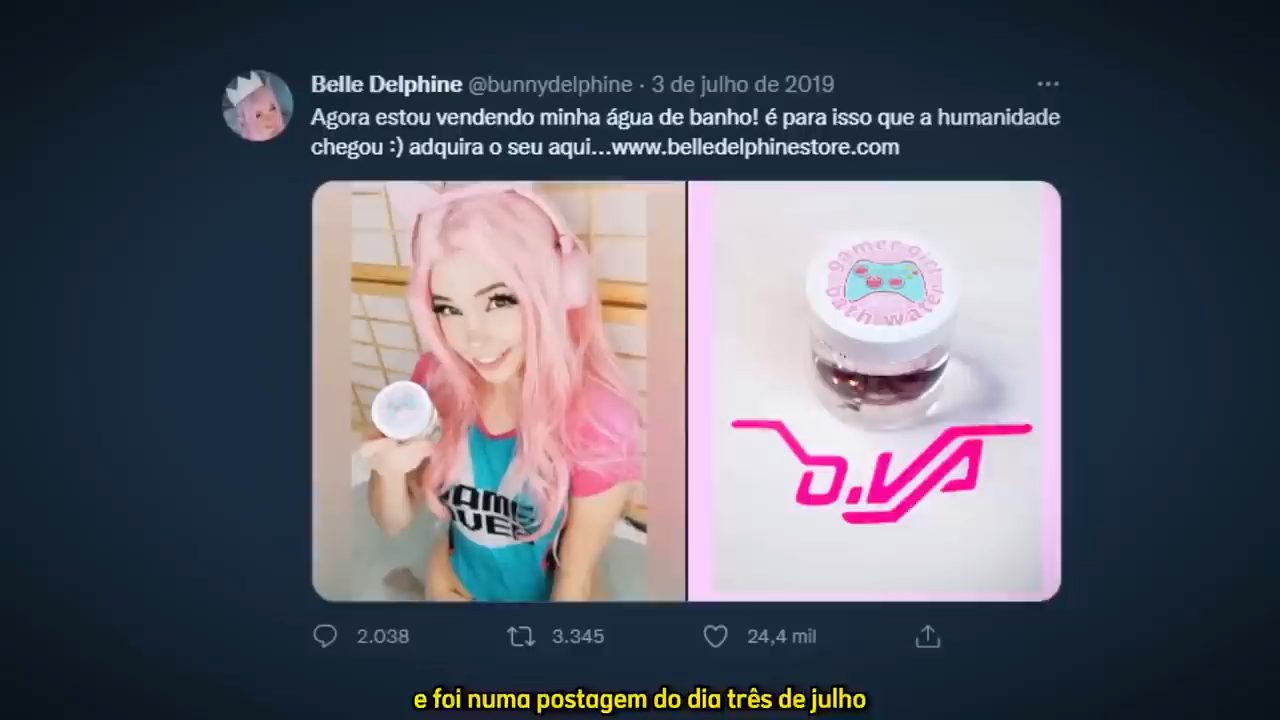 Belle Delphine @bunnydelphine · 3 de julho de 2019 ···
Agora estou vendendo minha água de banho! é para isso que a humanidade
chegou :) adquira o seu aqui...www.belledelphinestore.com
gamer girl
bath water
GAME
OVER
D.VA
2.038 3.345 24,4 mil
e foi numa postagem do dia três de julho